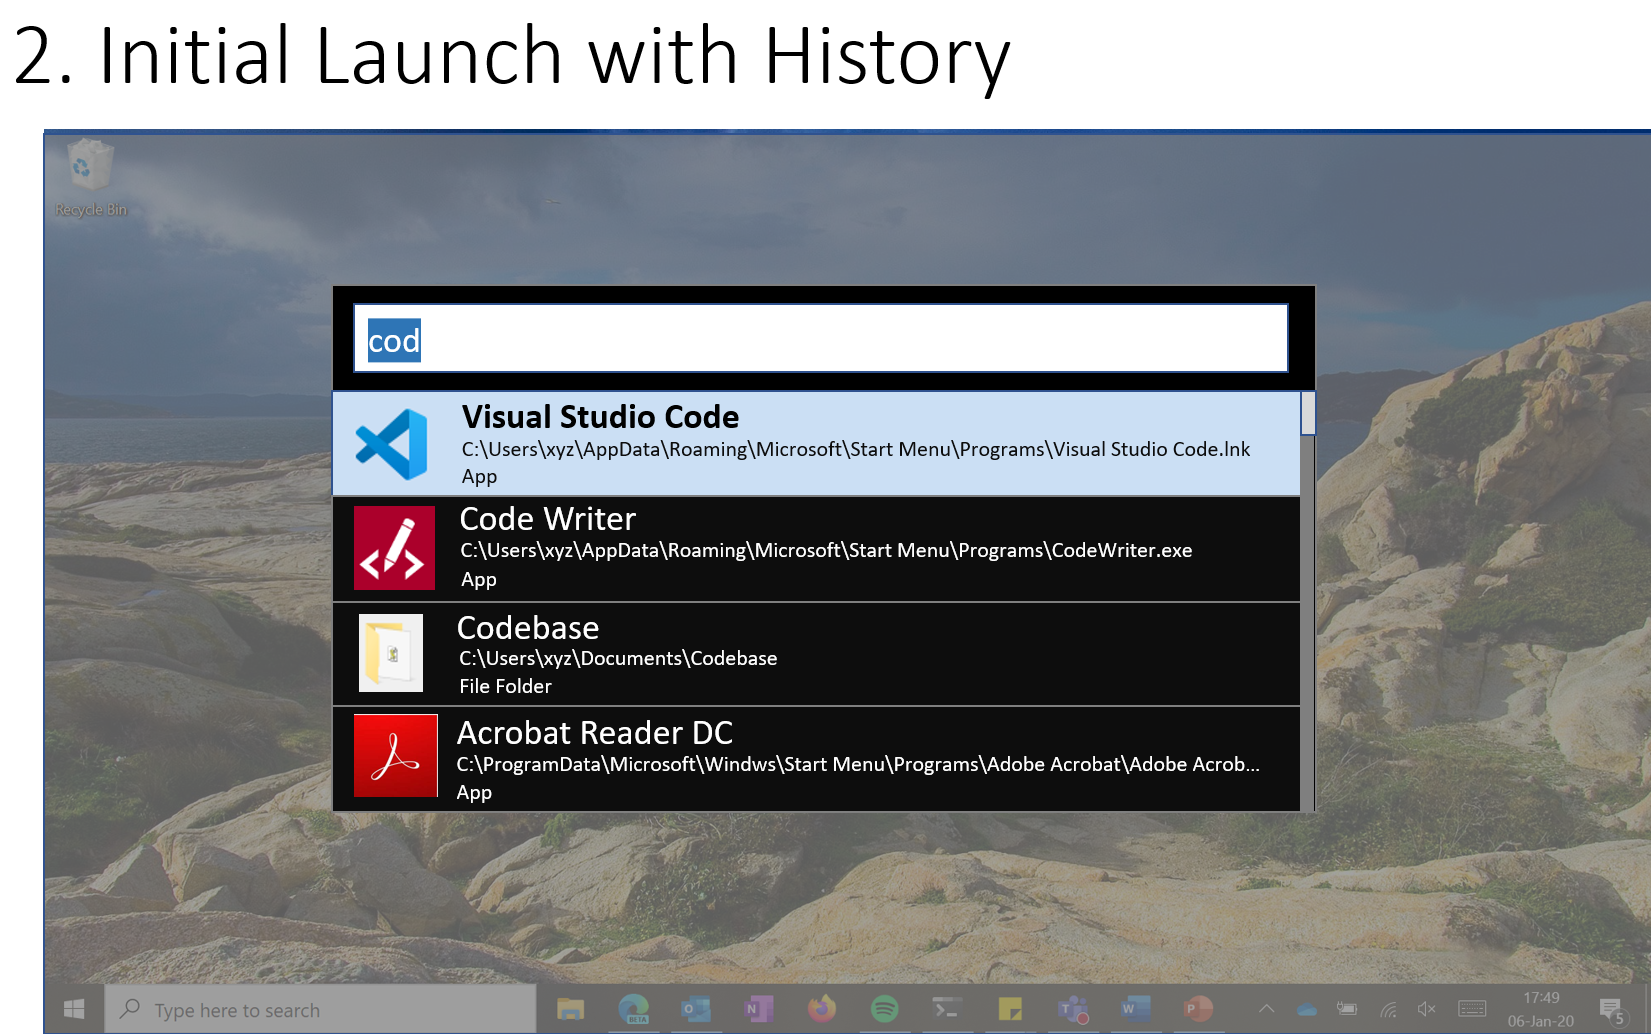 2. Initial Launch with History
Recycle Bin
cod
Visual Studio Code
C:\Users\xyz\AppData\Roaming\Microsoft\Start Menu\Programs\Visual Studio Code.lnk
App
Code Writer
C:\Users\xyz\AppData\Roaming\Microsoft\Start Menu\Programs\CodeWriter.exe
App
Codebase
C:\Users\xyz\Documents\Codebase
File Folder
Acrobat Reader DC
C:\ProgramData\Microsoft\Windws\Start Menu\Programs\Adobe Acrobat\Adobe Acrob...
App
Type here to search
BETA
O
N
W
P
17:49
06-Jan-20
5